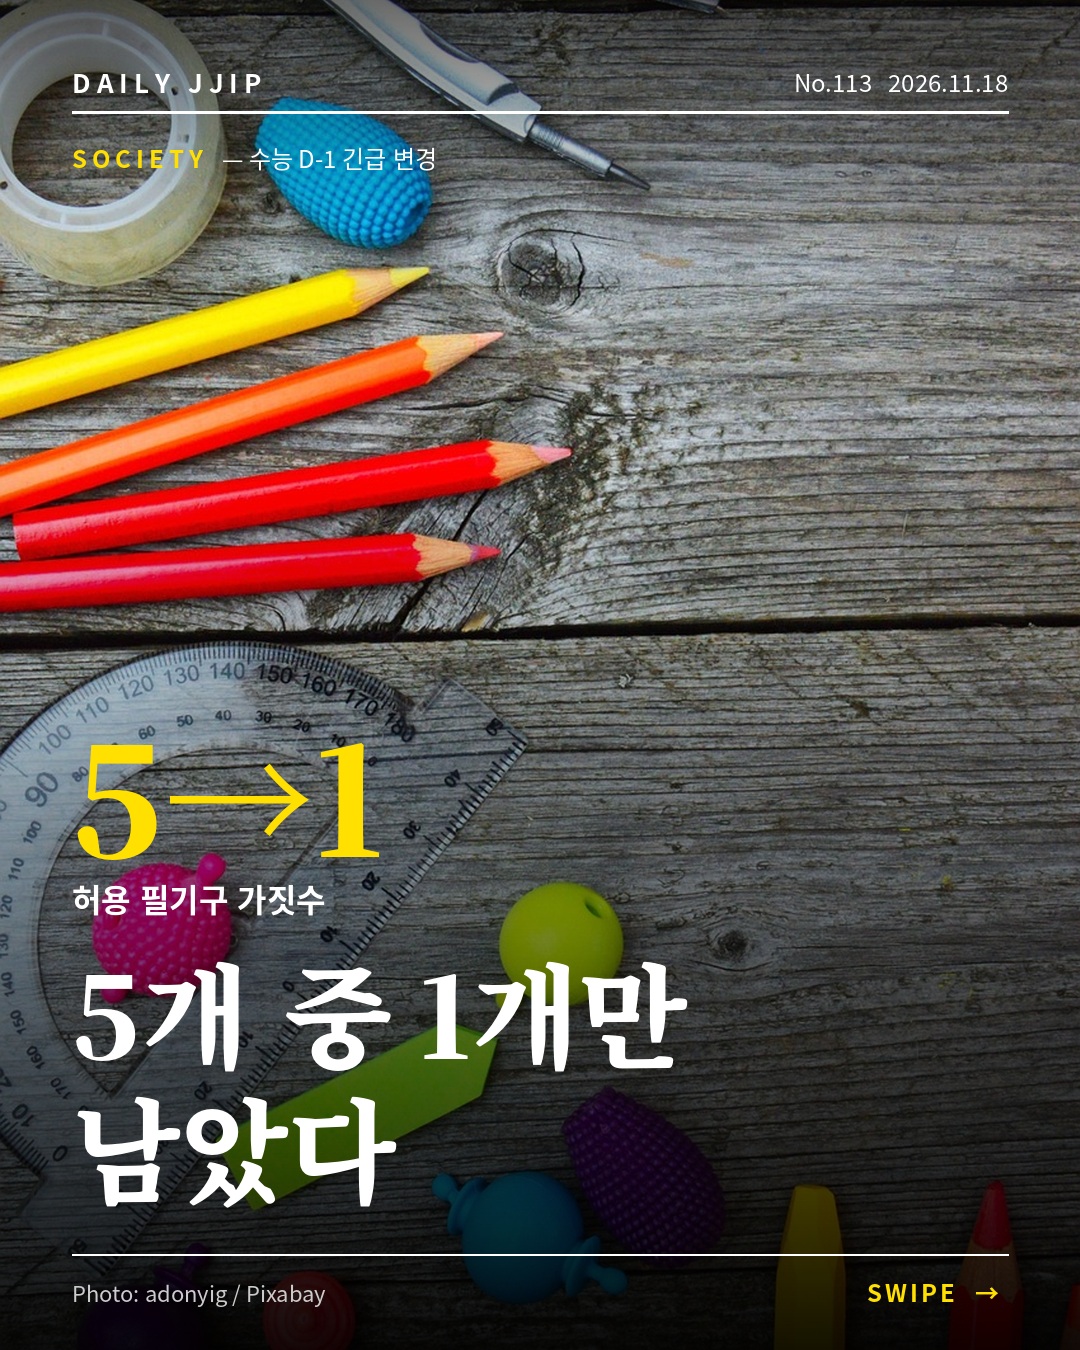 DAILY JJIP
No.113 2026.11.18
SOCIETY — 수능 D-1 긴급 변경
5→1
허용 필기구 가짓수
5개 중 1개만
남았다
Photo: adonyig / Pixabay
SWIPE →